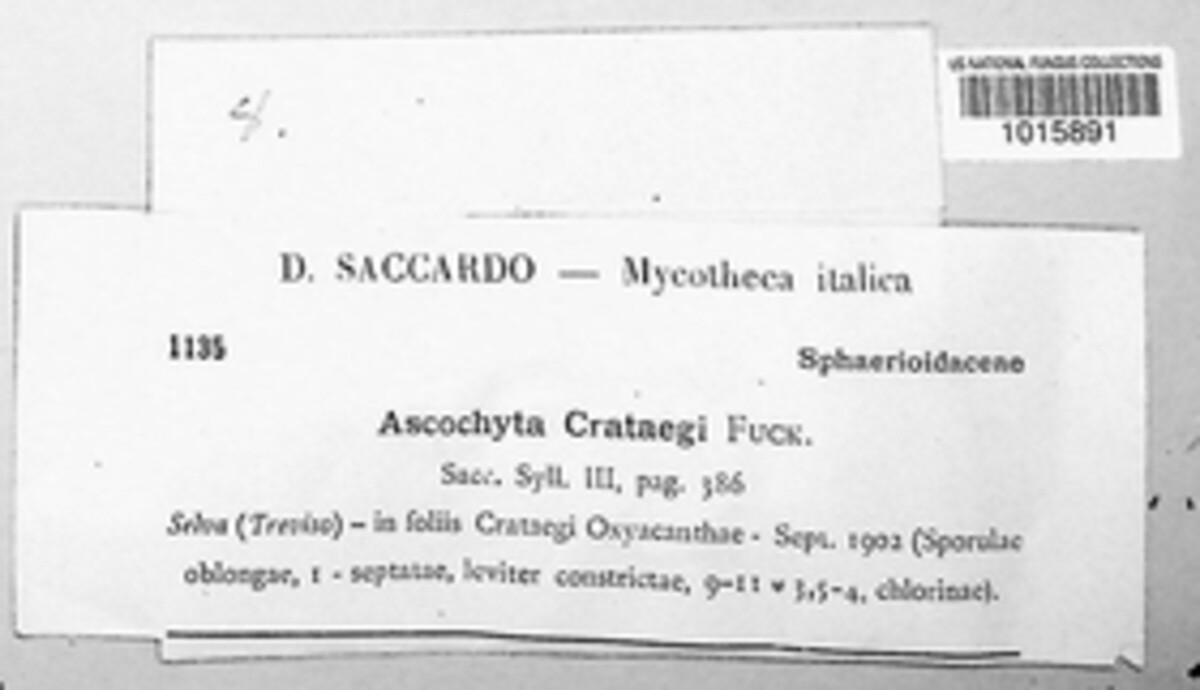 4.
US NATIONAL FUNGUS COLLECTIONS
1015891
D. SACCARDO — Mycotheca italica
1135
Sphaerioidaceae
Ascochyta Crataegi Fuck.
Sacc. Syll. III, pag. 386
Selva (Treviso) – in foliis Crataegi Oxyacanthae - Sept. 1902 (Sporulae
oblongae, 1 - septatae, leviter constrictae, 9-11 × 3,5-4, chlorinae).